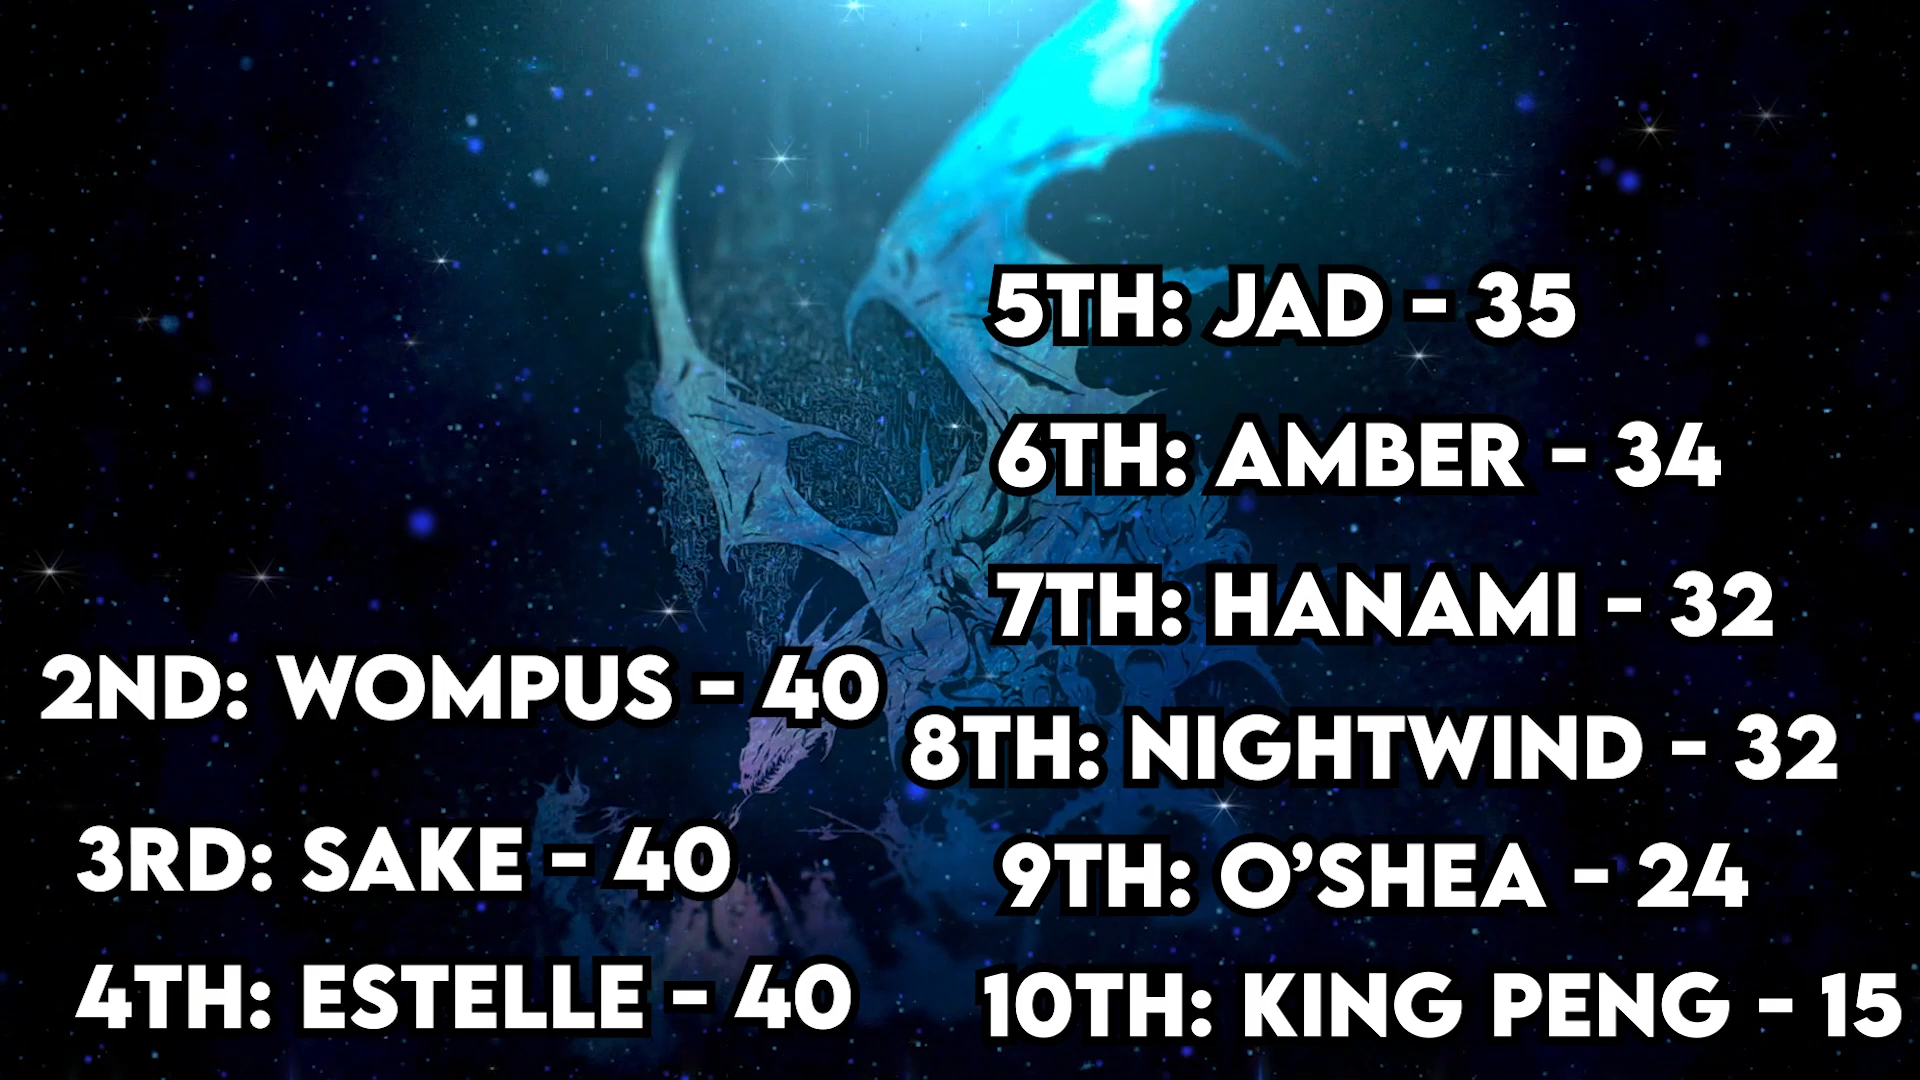 2ND: WOMPUS - 40
3RD: SAKE - 40
4TH: ESTELLE - 40
5TH: JAD - 35
6TH: AMBER - 34
7TH: HANAMI - 32
8TH: NIGHTWIND - 32
9TH: O’SHEA - 24
10TH: KING PENG - 15